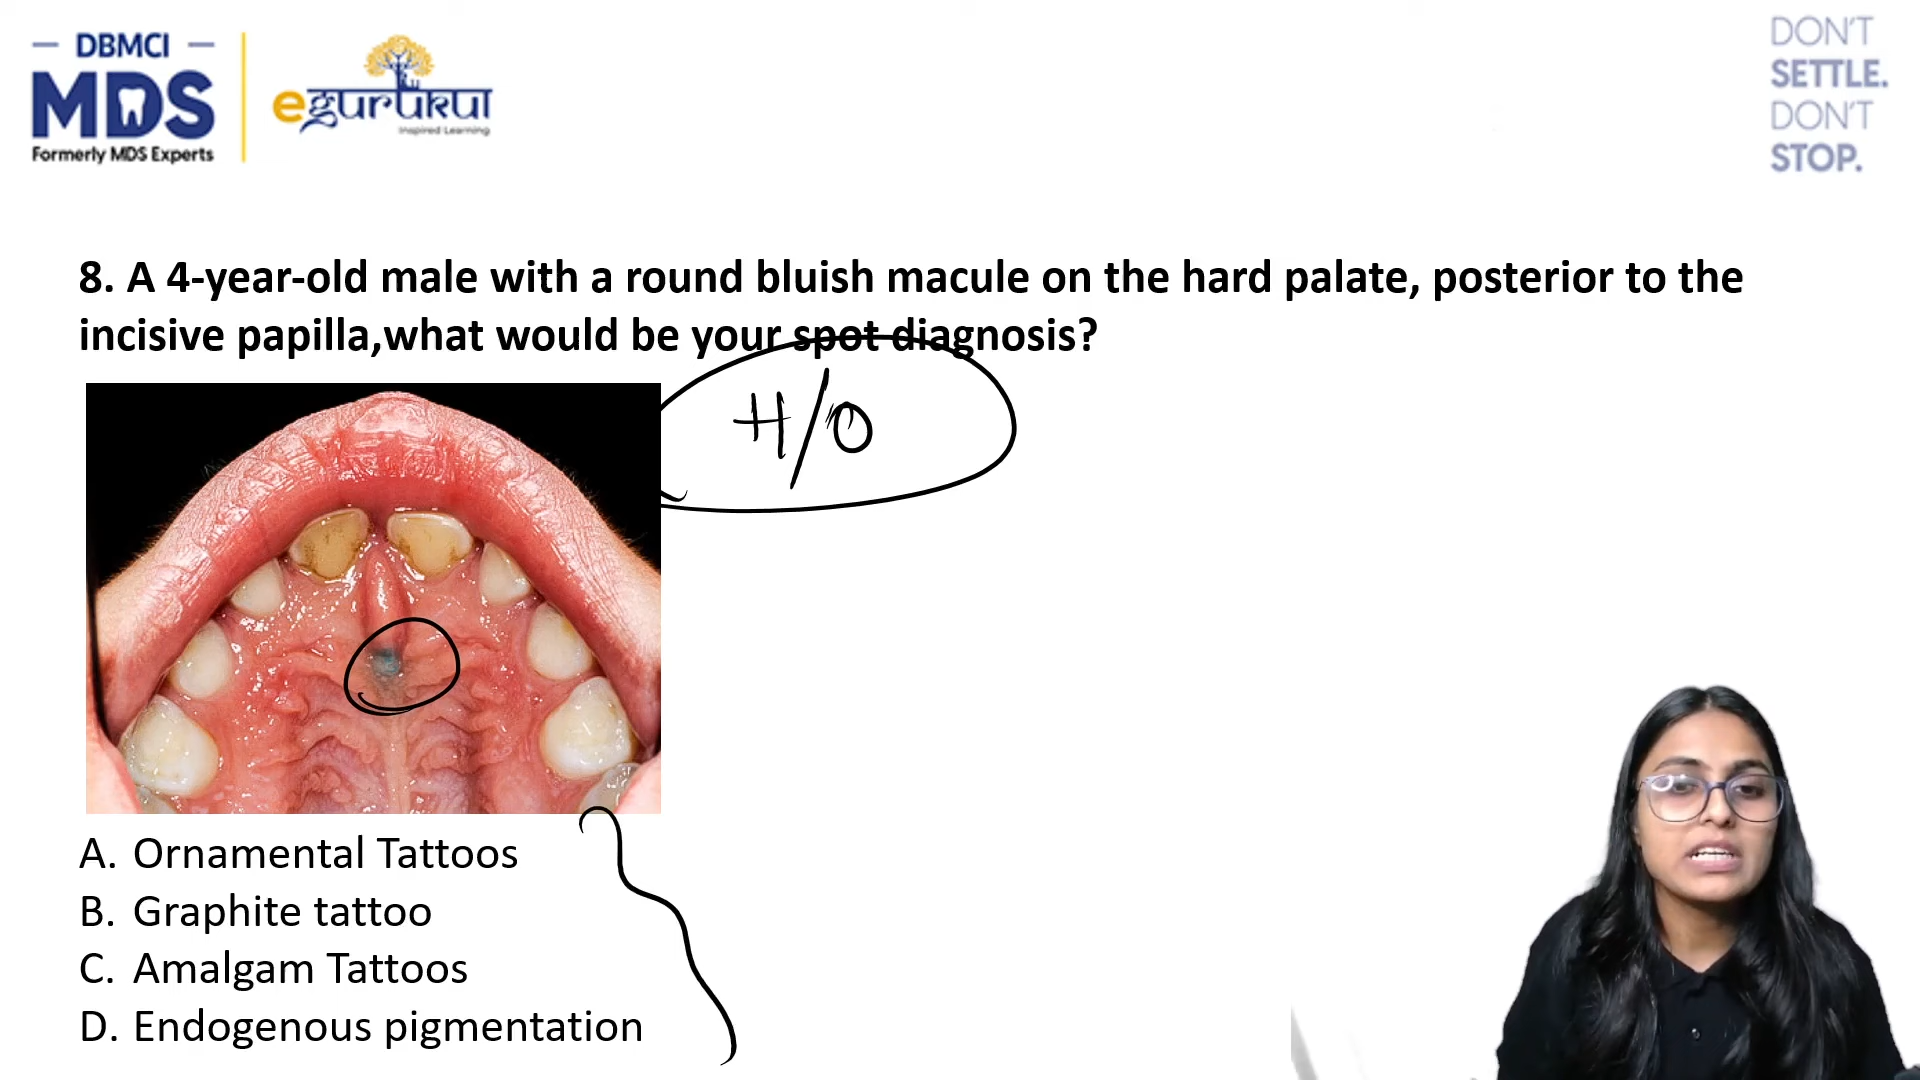 DBMCI
MDS
Formerly MDS Experts
egurukul
Inspired Learning
DON'T
SETTLE.
DON'T
STOP.
8. A 4-year-old male with a round bluish macule on the hard palate, posterior to the
incisive papilla,what would be your spot diagnosis?
H/O
A. Ornamental Tattoos
B. Graphite tattoo
C. Amalgam Tattoos
D. Endogenous pigmentation